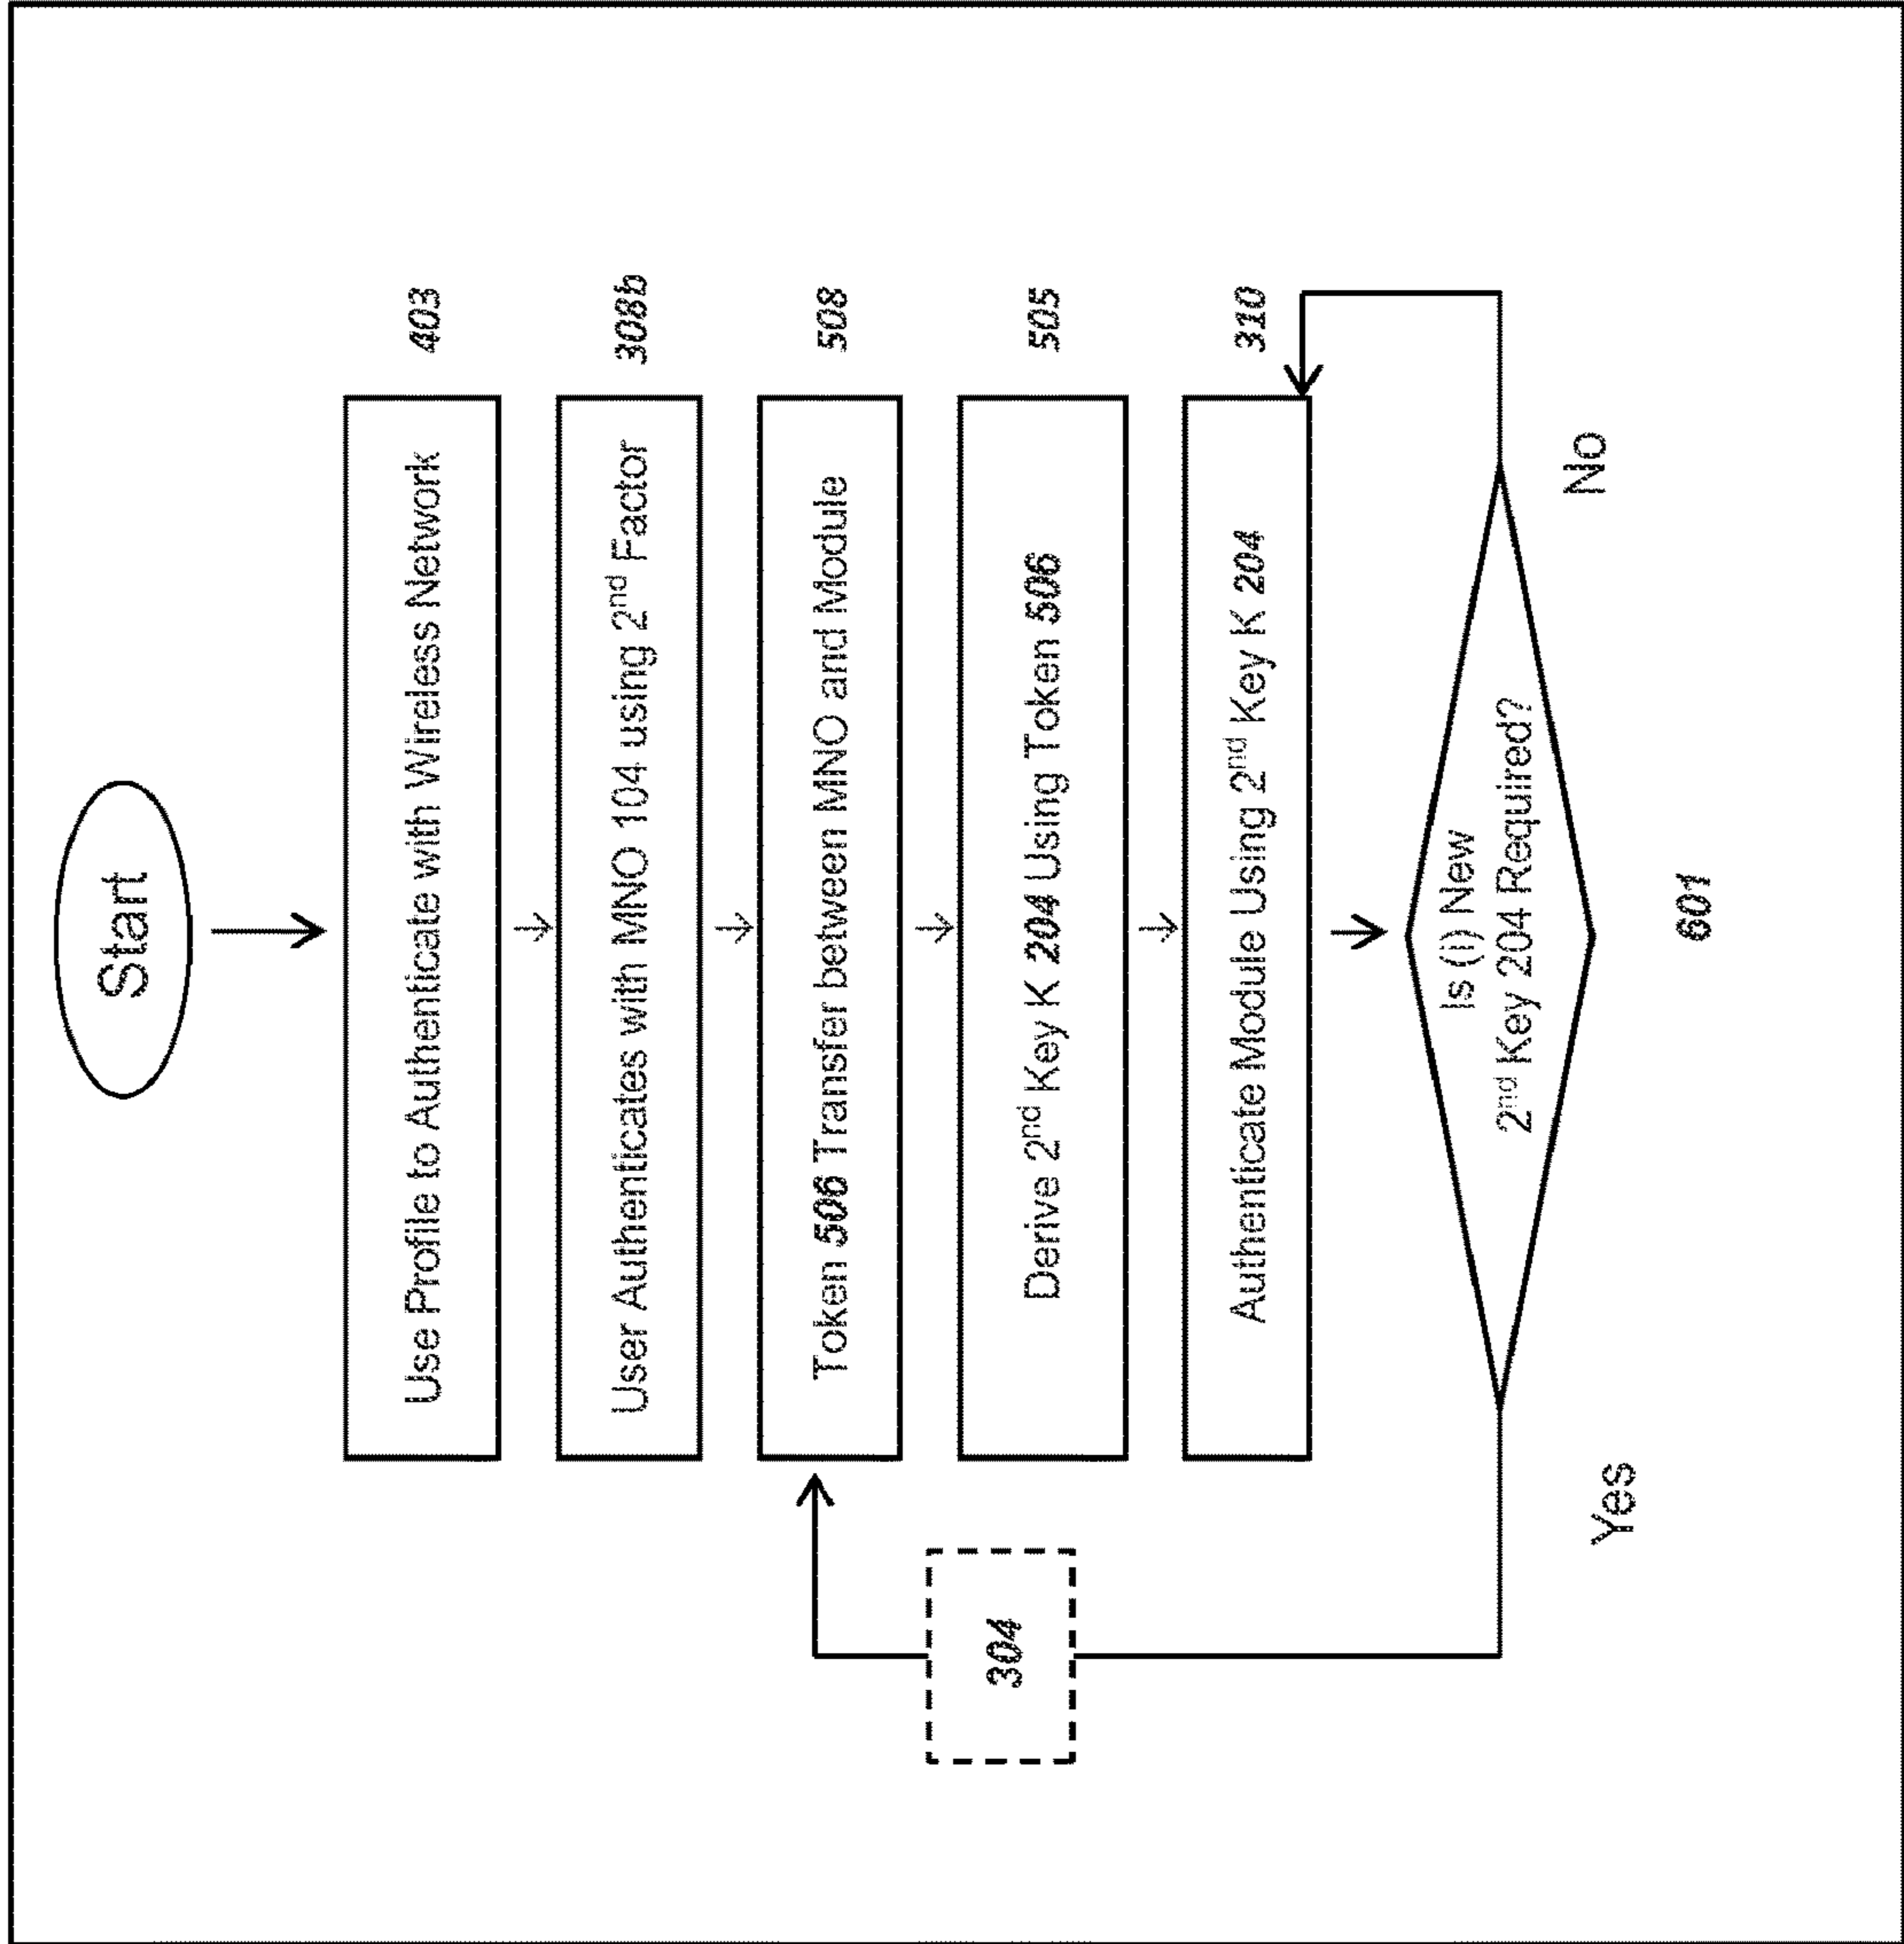 Start
Use Profile to Authenticate with Wireless Network
403
User Authenticates with MNO 104 using 2nd Factor
308b
Token 506 Transfer between MNO and Module
508
Derive 2nd Key K 204 Using Token 506
505
Authenticate Module Using 2nd Key K 204
310
304
Is (i) New
2nd Key 204 Required?
Yes
No
601